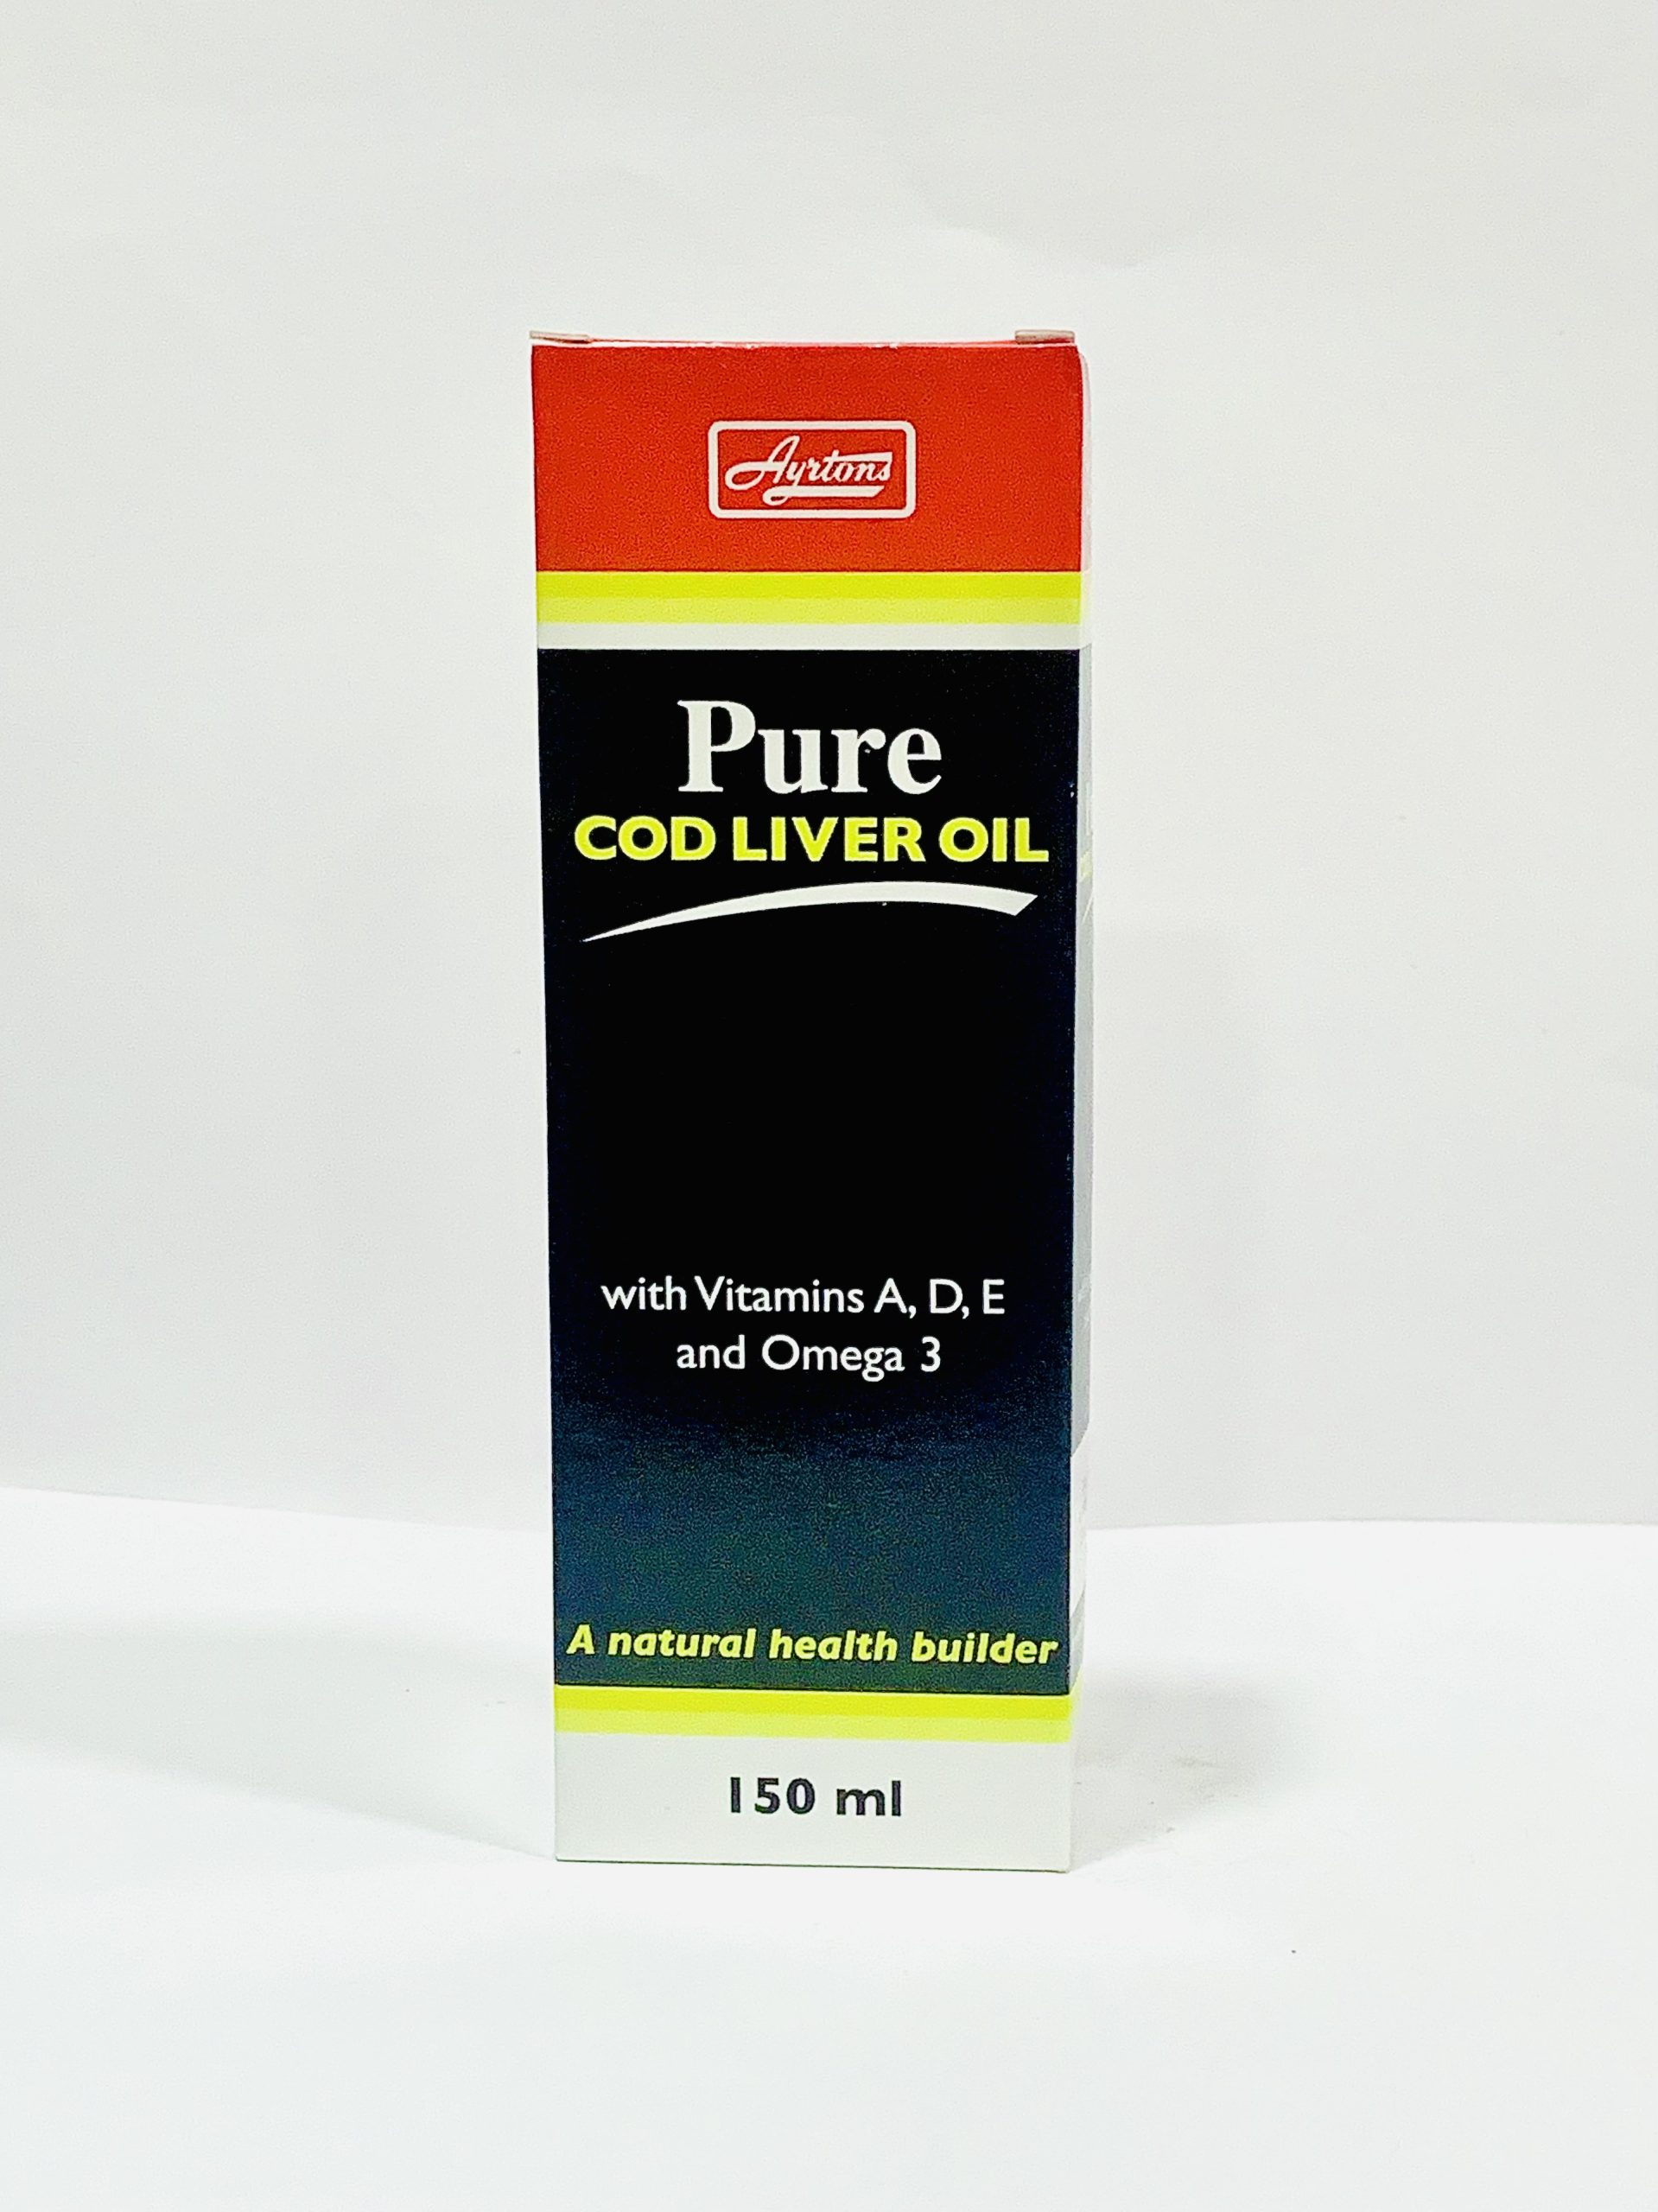 Ayrtons
Pure
COD LIVER OIL
with Vitamins A, D, E
and Omega 3
A natural health builder
150 ml